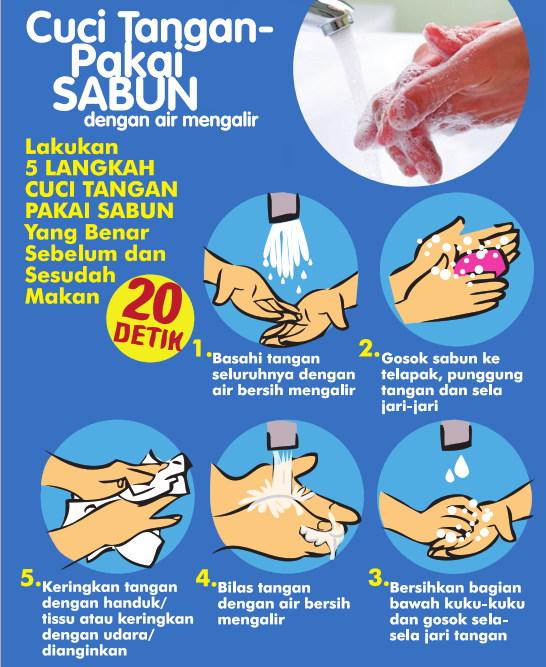 Cuci Tangan-
Pakai
SABUN
dengan air mengalir
Lakukan
5 LANGKAH
CUCI TANGAN
PAKAI SABUN
Yang Benar
Sebelum dan
Sesudah
Makan
20
DETIK
1. Basahi tangan
seluruhnya dengan
air bersih mengalir
2. Gosok sabun ke
telapak, punggung
tangan dan sela
jari-jari
3. Bersihkan bagian
bawah kuku-kuku
dan gosok sela-
sela jari tangan
4. Bilas tangan
dengan air bersih
mengalir
5. Keringkan tangan
dengan handuk/
tissu atau keringkan
dengan udara/
dianginkan